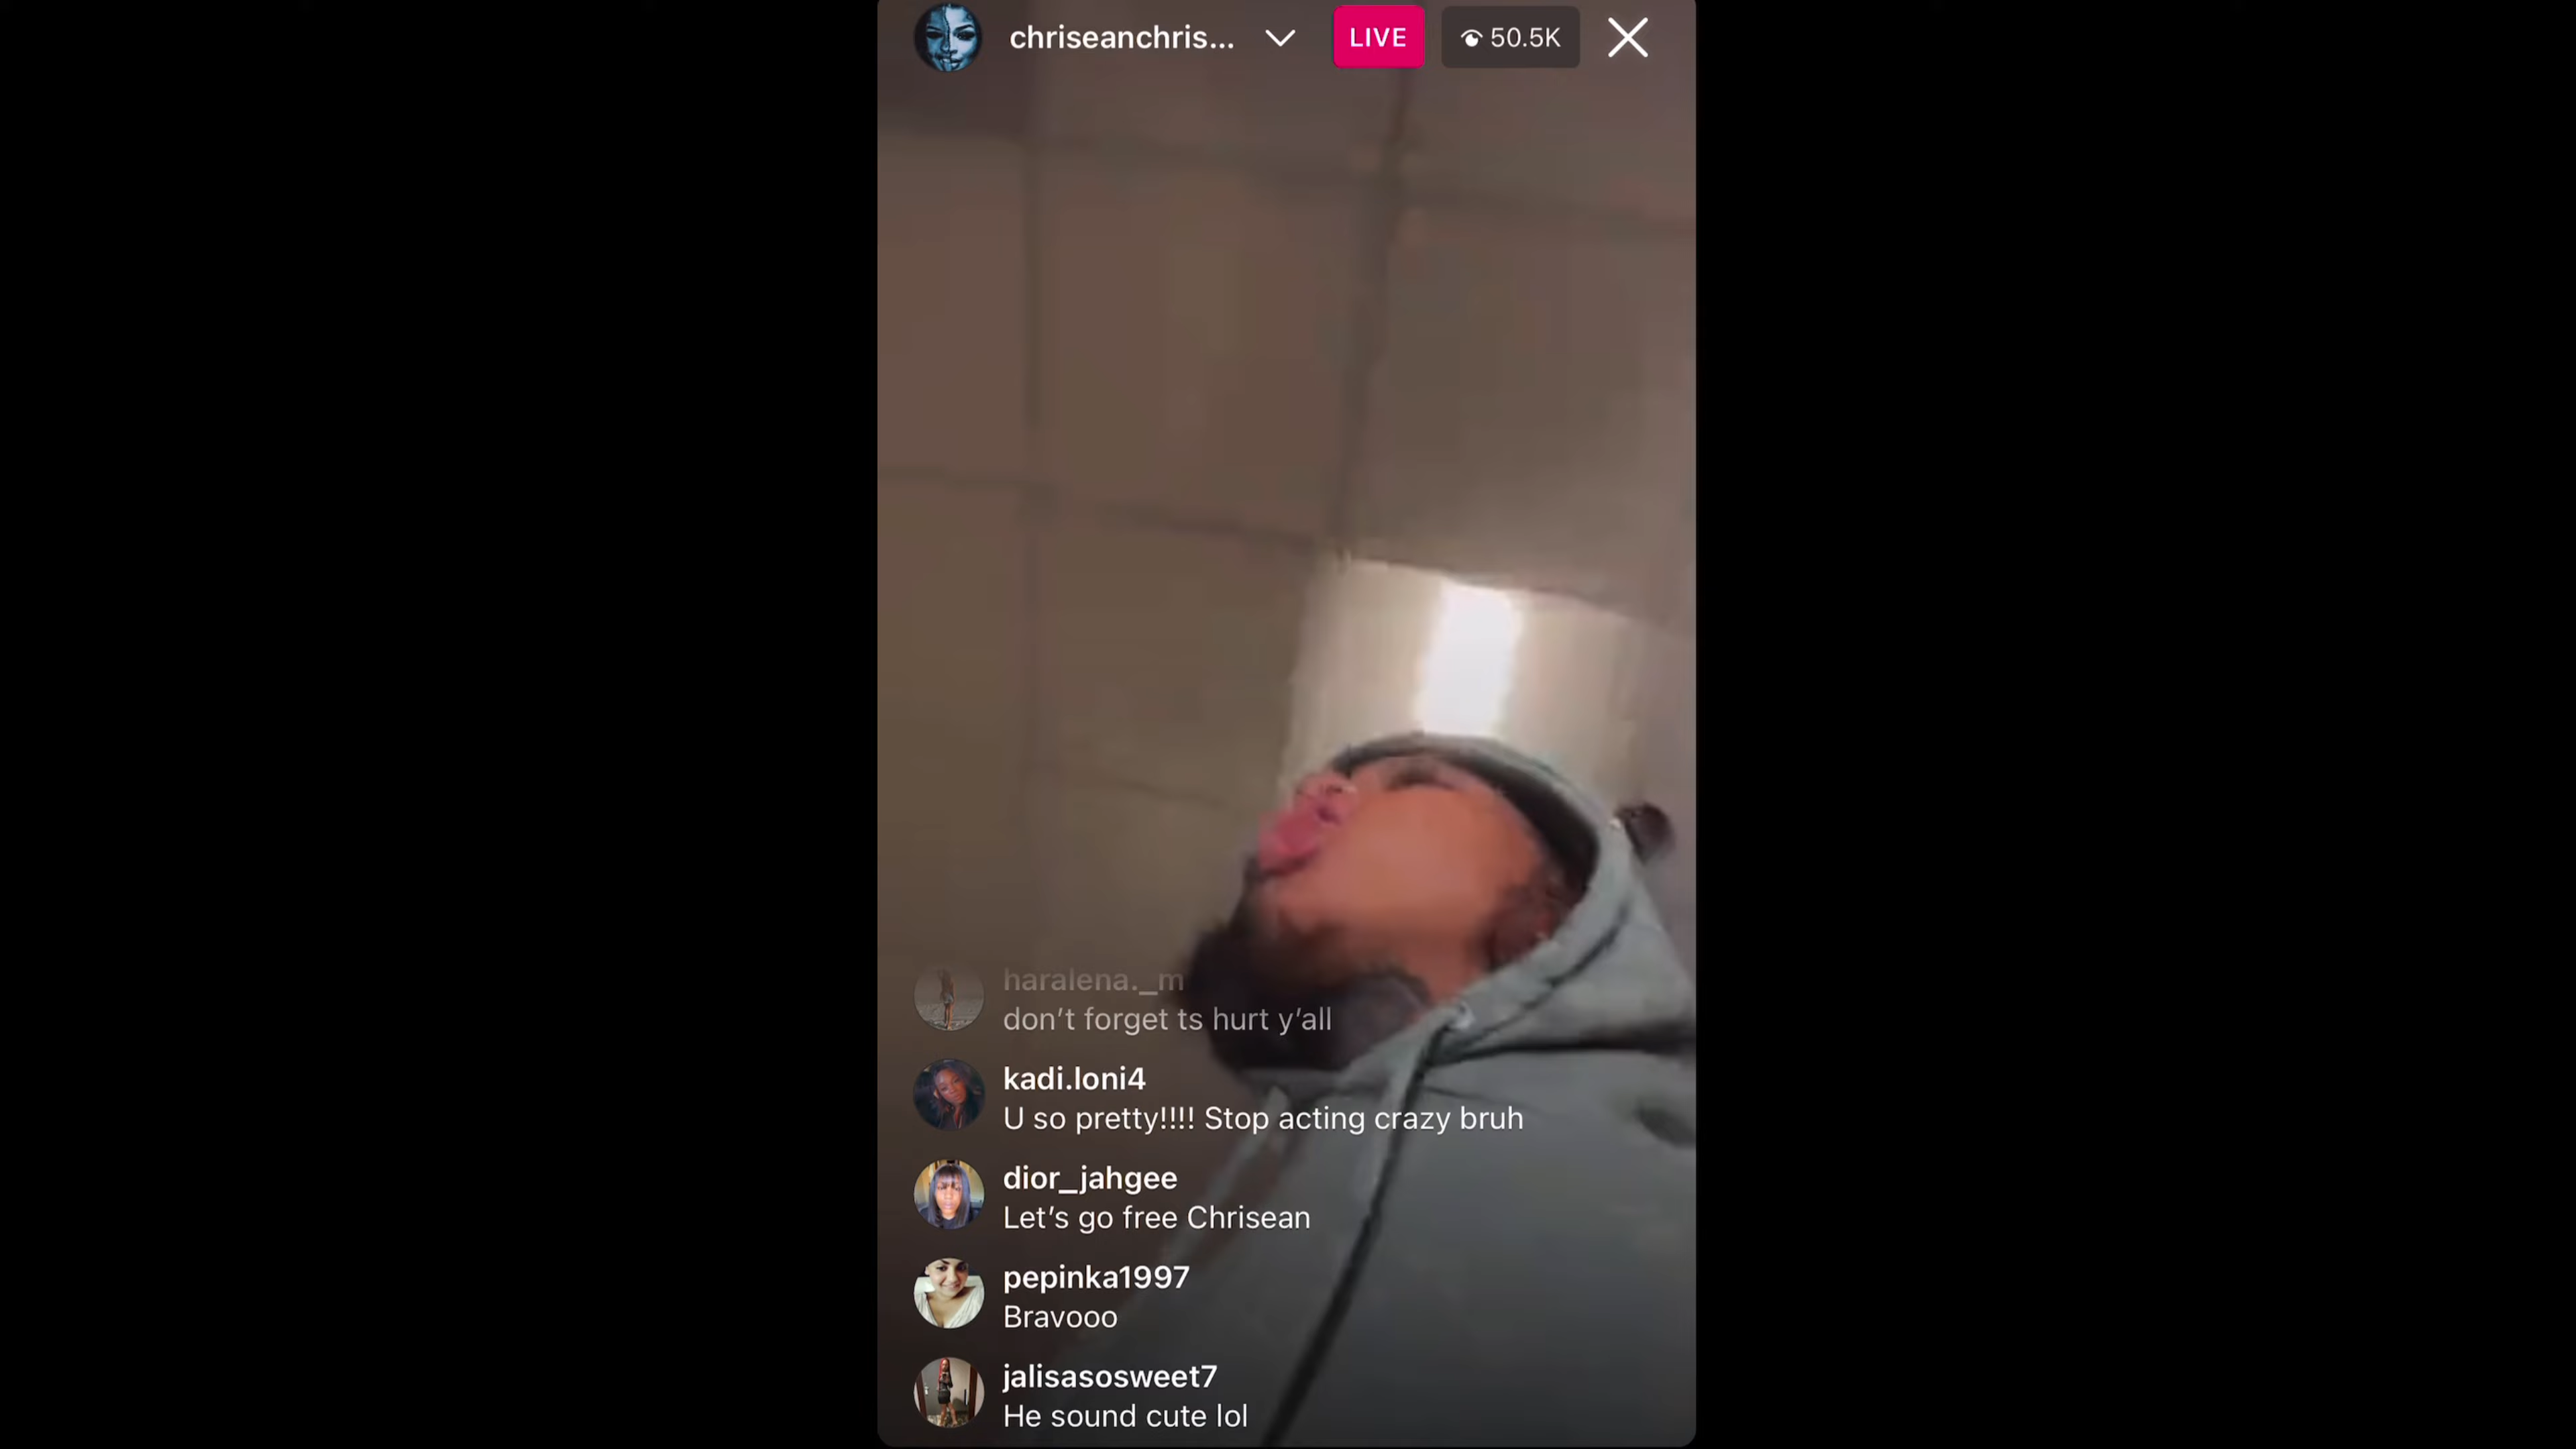 chriseanchris...
LIVE
50.5K
haralena._m
don't forget ts hurt y'all
kadi.loni4
U so pretty!!!! Stop acting crazy bruh
dior_jahgee
Let's go free Chrisean
pepinka1997
Bravooo
jalisasosweet7
He sound cute lol